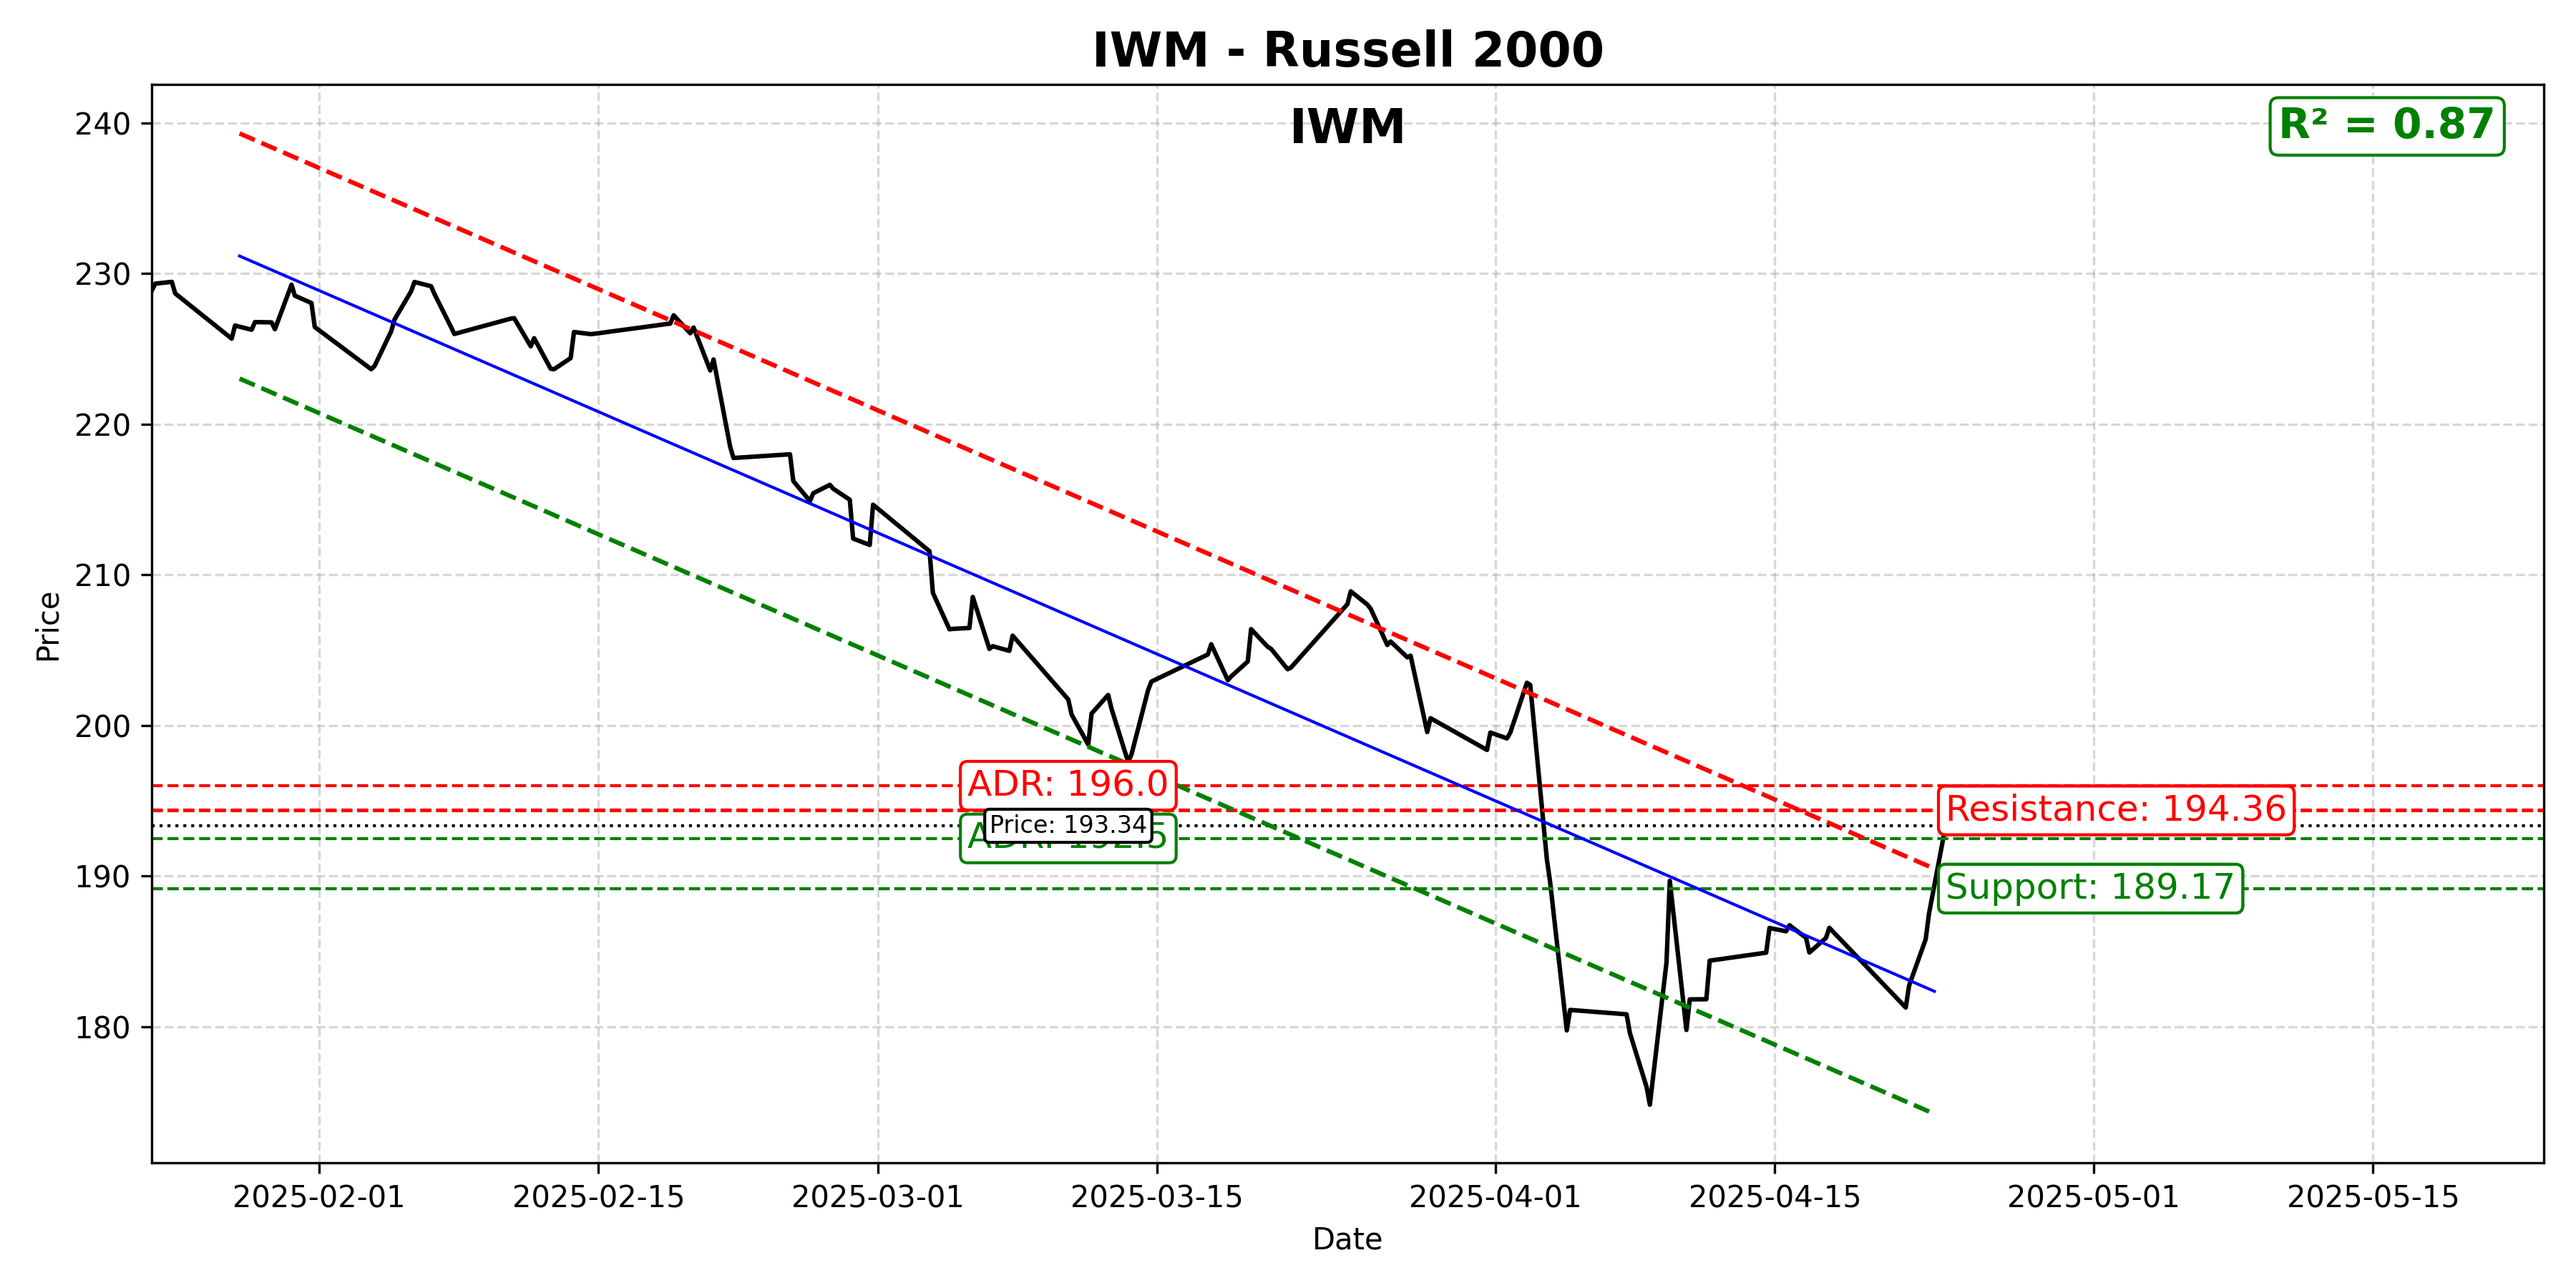 IWM - Russell 2000
IWM
R² = 0.87
240
230
220
210
200
190
180
Price
ADR: 196.0
Price: 193.34
Resistance: 194.36
Support: 189.17
2025-02-01
2025-02-15
2025-03-01
2025-03-15
2025-04-01
2025-04-15
2025-05-01
2025-05-15
Date